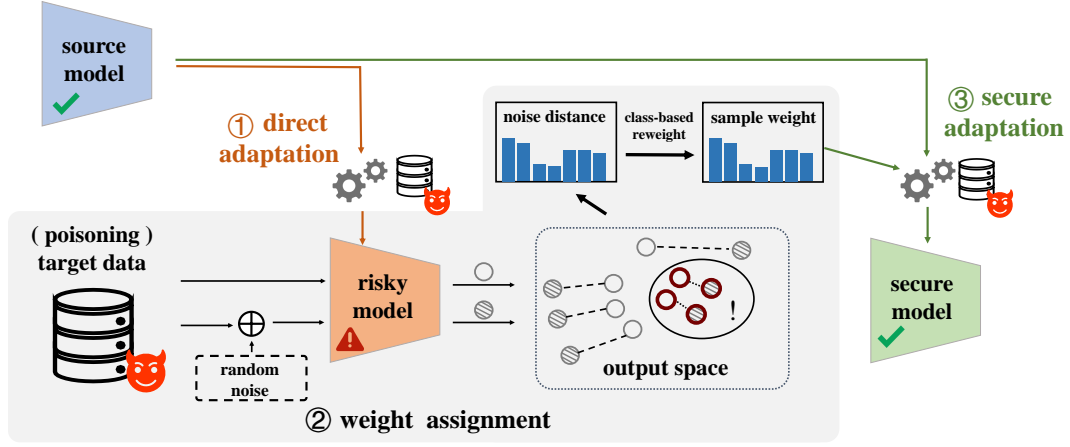 source
model
① direct
adaptation
③ secure
adaptation
noise distance
class-based
reweight
sample weight
( poisoning )
target data
risky
model
secure
model
!
output space
random
noise
② weight assignment